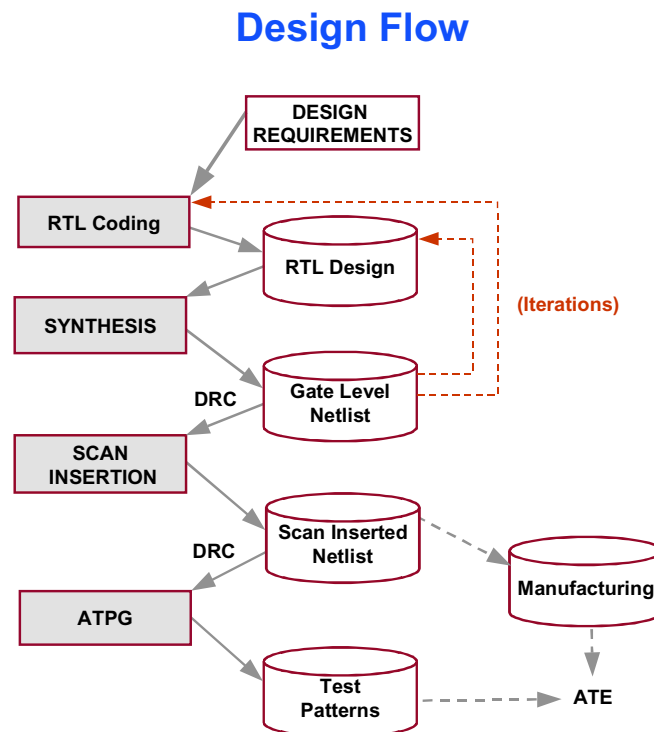 Design Flow
DESIGN
REQUIREMENTS
RTL Coding
RTL Design
(Iterations)
SYNTHESIS
Gate Level
Netlist
DRC
SCAN
INSERTION
Scan Inserted
Netlist
DRC
Manufacturing
ATPG
Test
Patterns
ATE